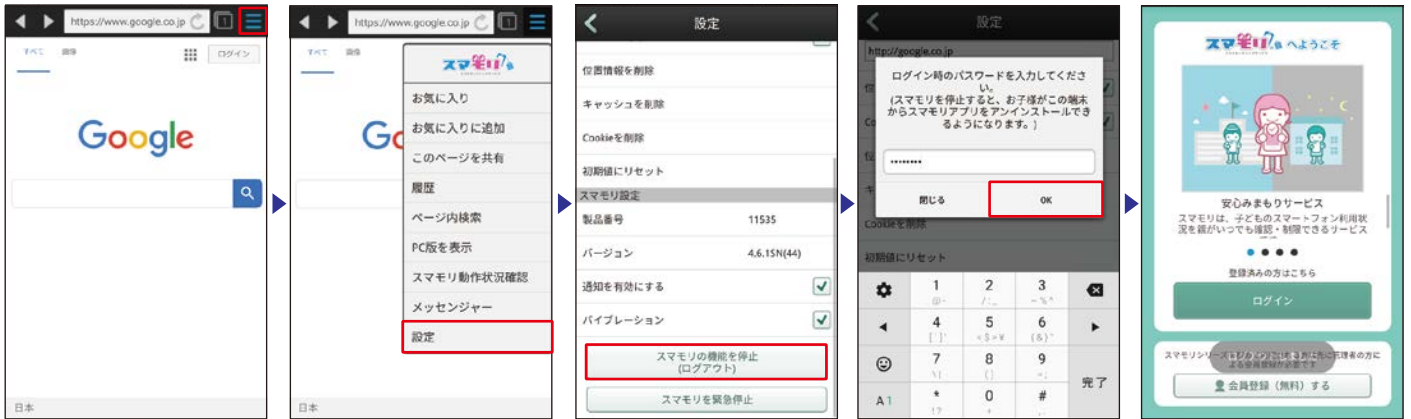 https://www.google.co.jp
1
すべて
画像
ログイン
Google
日本
https://www.google.co.jp
1
すべて
画像
スマモリ
お気に入り
お気に入りに追加
このページを共有
履歴
ページ内検索
PC版を表示
スマモリ動作状況確認
メッセンジャー
設定
日本
設定
位置情報を削除
キャッシュを削除
Cookieを削除
初期値にリセット
スマモリ設定
製品番号 11535
バージョン 4.6.1SN(44)
通知を有効にする
バイブレーション
スマモリの機能を停止
(ログアウト)
スマモリを緊急停止
設定
http://google.co.jp
ログイン時のパスワードを入力してくださ
い。
(スマモリを停止すると、お子様がこの端末
からスマモリアプリをアンインストールでき
るようになります。)
••••••••
閉じる
OK
Cookieを削除
初期値にリセット
1 2 3
4 5 6
7 8 9
完了
A1 * 0 #
スマモリ へようこそ
安心みまもりサービス
スマモリは、子どものスマートフォン利用状
況を親がいつでも確認・制限できるサービス
登録済みの方はこちら
ログイン
会員登録（無料）する